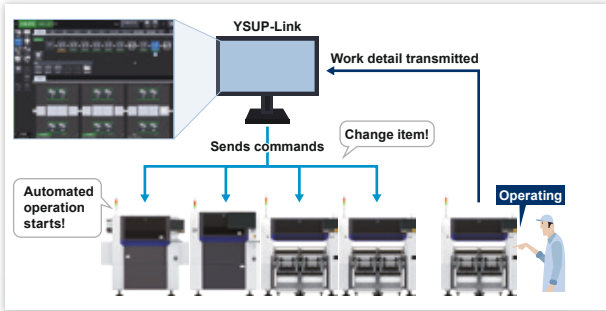 YSUP-Link
Work detail transmitted
Sends commands
Change item!
Automated
operation
starts!
Operating